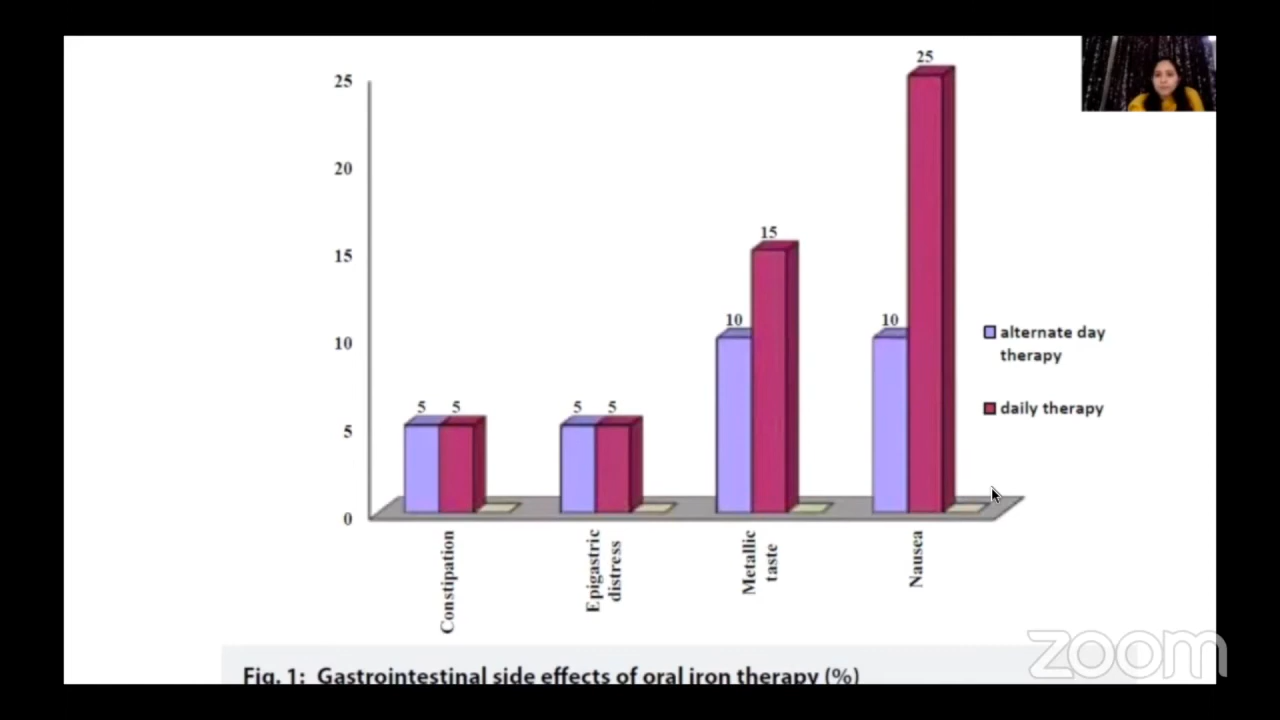 25
25
20
15
15
10
10
10
5
5
5
5
5
0
alternate day
therapy
daily therapy
Constipation
Epigastric
distress
Metallic
taste
Nausea
Fig. 1: Gastrointestinal side effects of oral iron therapy (%)
zoom